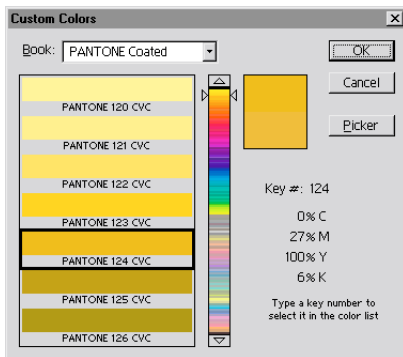 Custom Colors
Book: PANTONE Coated
OK
Cancel
Picker
PANTONE 120 CVC
PANTONE 121 CVC
PANTONE 122 CVC
PANTONE 123 CVC
PANTONE 124 CVC
PANTONE 125 CVC
PANTONE 126 CVC
Key #: 124
0% C
27% M
100% Y
6% K
Type a key number to
select it in the color list